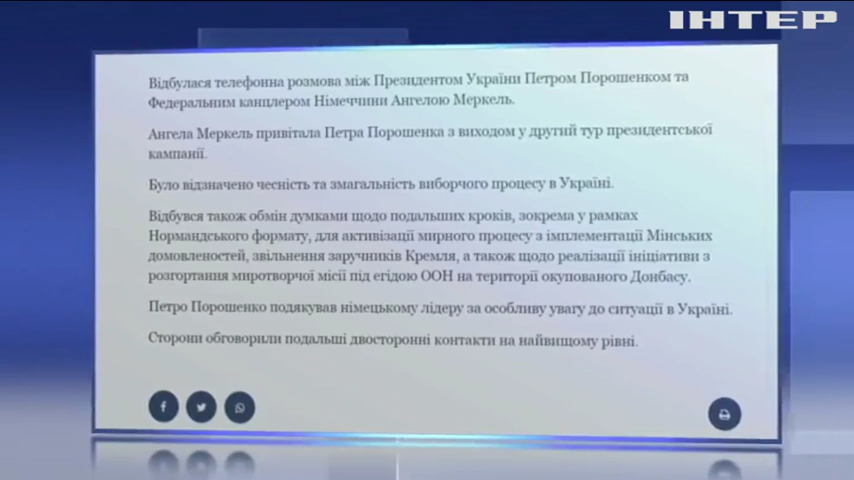 ІНТЕР
Відбулася телефонна розмова між Президентом України Петром Порошенком та
Федеральним канцлером Німеччини Ангелою Меркель.
Ангела Меркель привітала Петра Порошенка з виходом у другий тур президентської
кампанії.
Було відзначено чесність та змагальність виборчого процесу в Україні.
Відбувся також обмін думками щодо подальших кроків, зокрема у рамках
Нормандського формату, для активізації мирного процесу з імплементації Мінських
домовленостей, звільнення заручників Кремля, а також щодо реалізації ініціативи з
розгортання миротворчої місії під егідою ООН на території окупованого Донбасу.
Петро Порошенко подякував німецькому лідеру за особливу увагу до ситуації в Україні.
Сторони обговорили подальші двосторонні контакти на найвищому рівні.